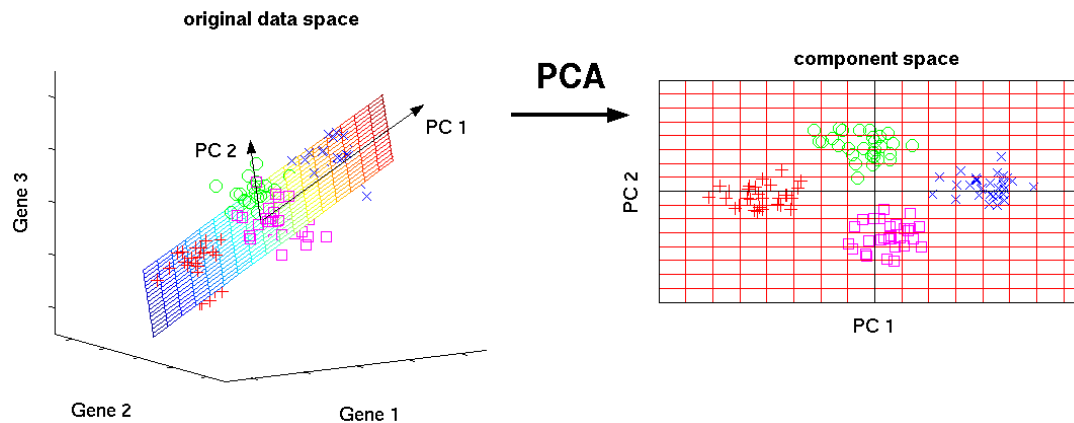 original data space
PC 1
PC 2
Gene 3
Gene 2
Gene 1
PCA
component space
PC 2
PC 1